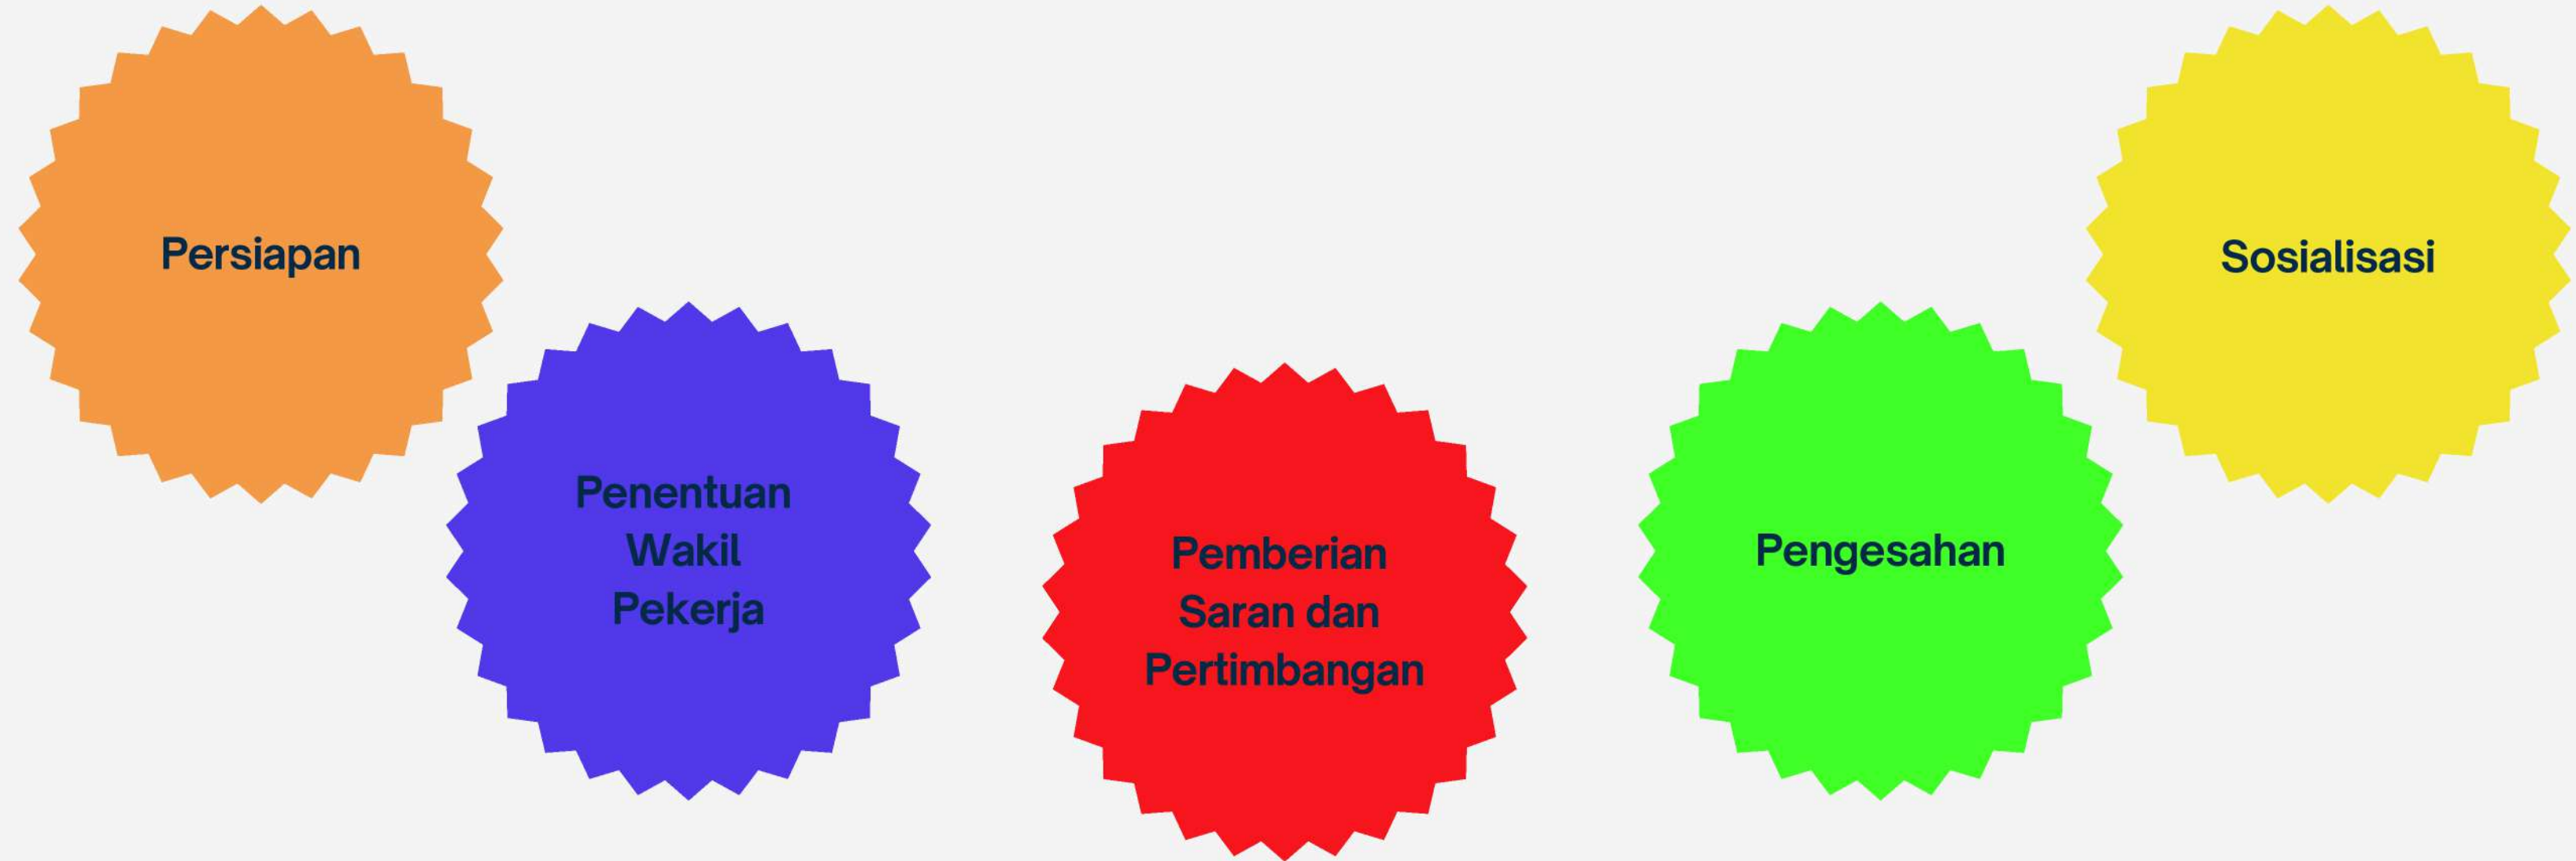 Persiapan
Penentuan
Wakil
Pekerja
Pemberian
Saran dan
Pertimbangan
Pengesahan
Sosialisasi